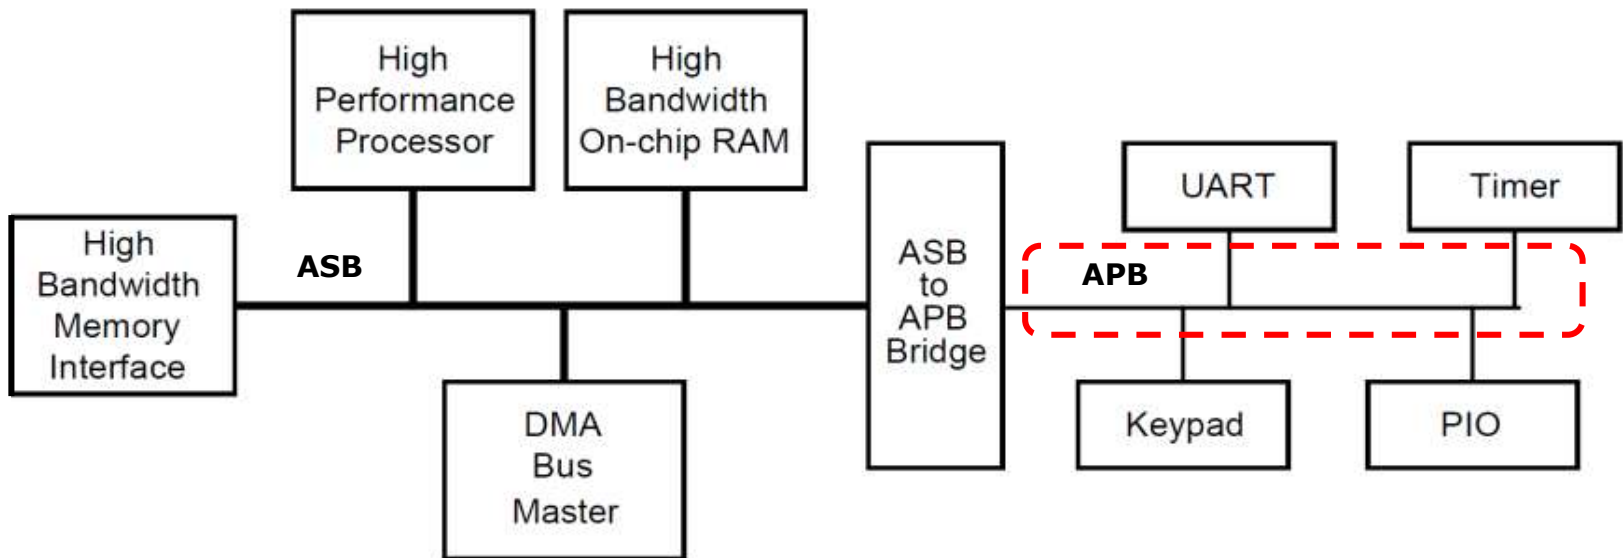 High
Performance
Processor
High
Bandwidth
On-chip RAM
High
Bandwidth
Memory
Interface
ASB
DMA
Bus
Master
ASB
to
APB
Bridge
APB
UART
Timer
Keypad
PIO